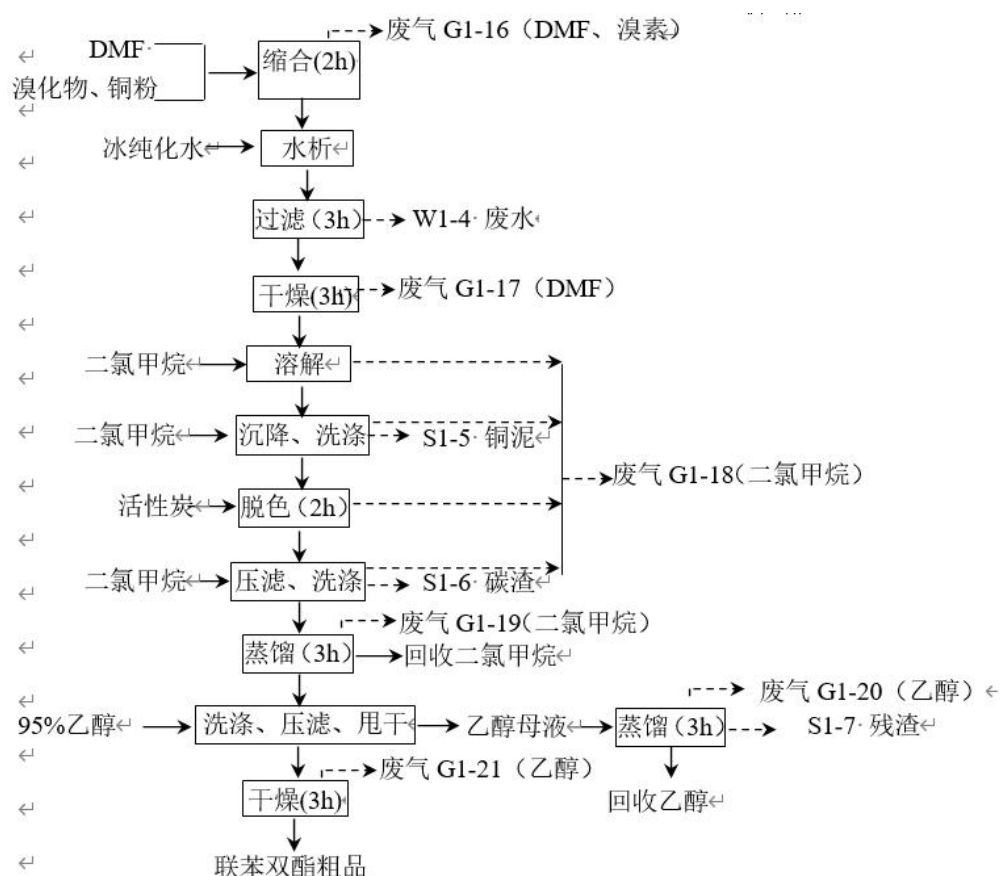 废气 G1-16（DMF、溴素）
DMF
缩合(2h)
溴化物、铜粉
冰纯化水
水析
过滤（3h）
W1-4 废水
干燥(3h)
废气 G1-17（DMF）
二氯甲烷
溶解
二氯甲烷
沉降、洗涤
S1-5 铜泥
废气 G1-18（二氯甲烷）
活性炭
脱色（2h）
二氯甲烷
压滤、洗涤
S1-6 碳渣
废气 G1-19（二氯甲烷）
蒸馏（3h）
回收二氯甲烷
废气 G1-20（乙醇）
95%乙醇
洗涤、压滤、甩干
乙醇母液
蒸馏（3h）
S1-7 残渣
废气 G1-21（乙醇）
干燥(3h)
回收乙醇
联苯双酯粗品